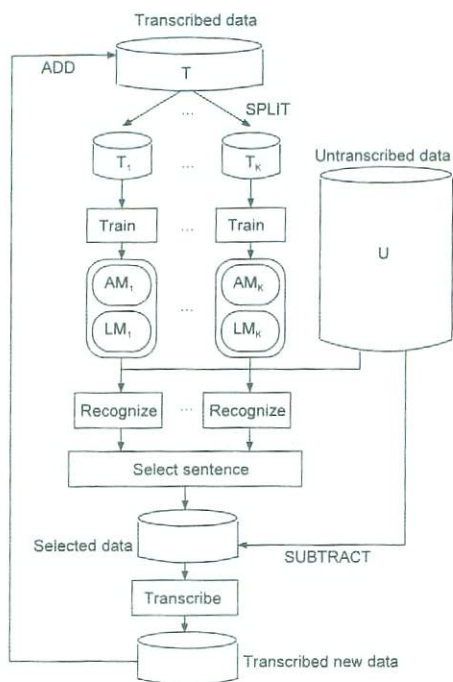 Transcribed data
ADD
T
... SPLIT
T₁ ... Tₖ
Untranscribed data
Train ... Train
U
AM₁ AMₖ
...
LM₁ LMₖ
Recognize ... Recognize
Select sentence
Selected data
SUBTRACT
Transcribe
Transcribed new data